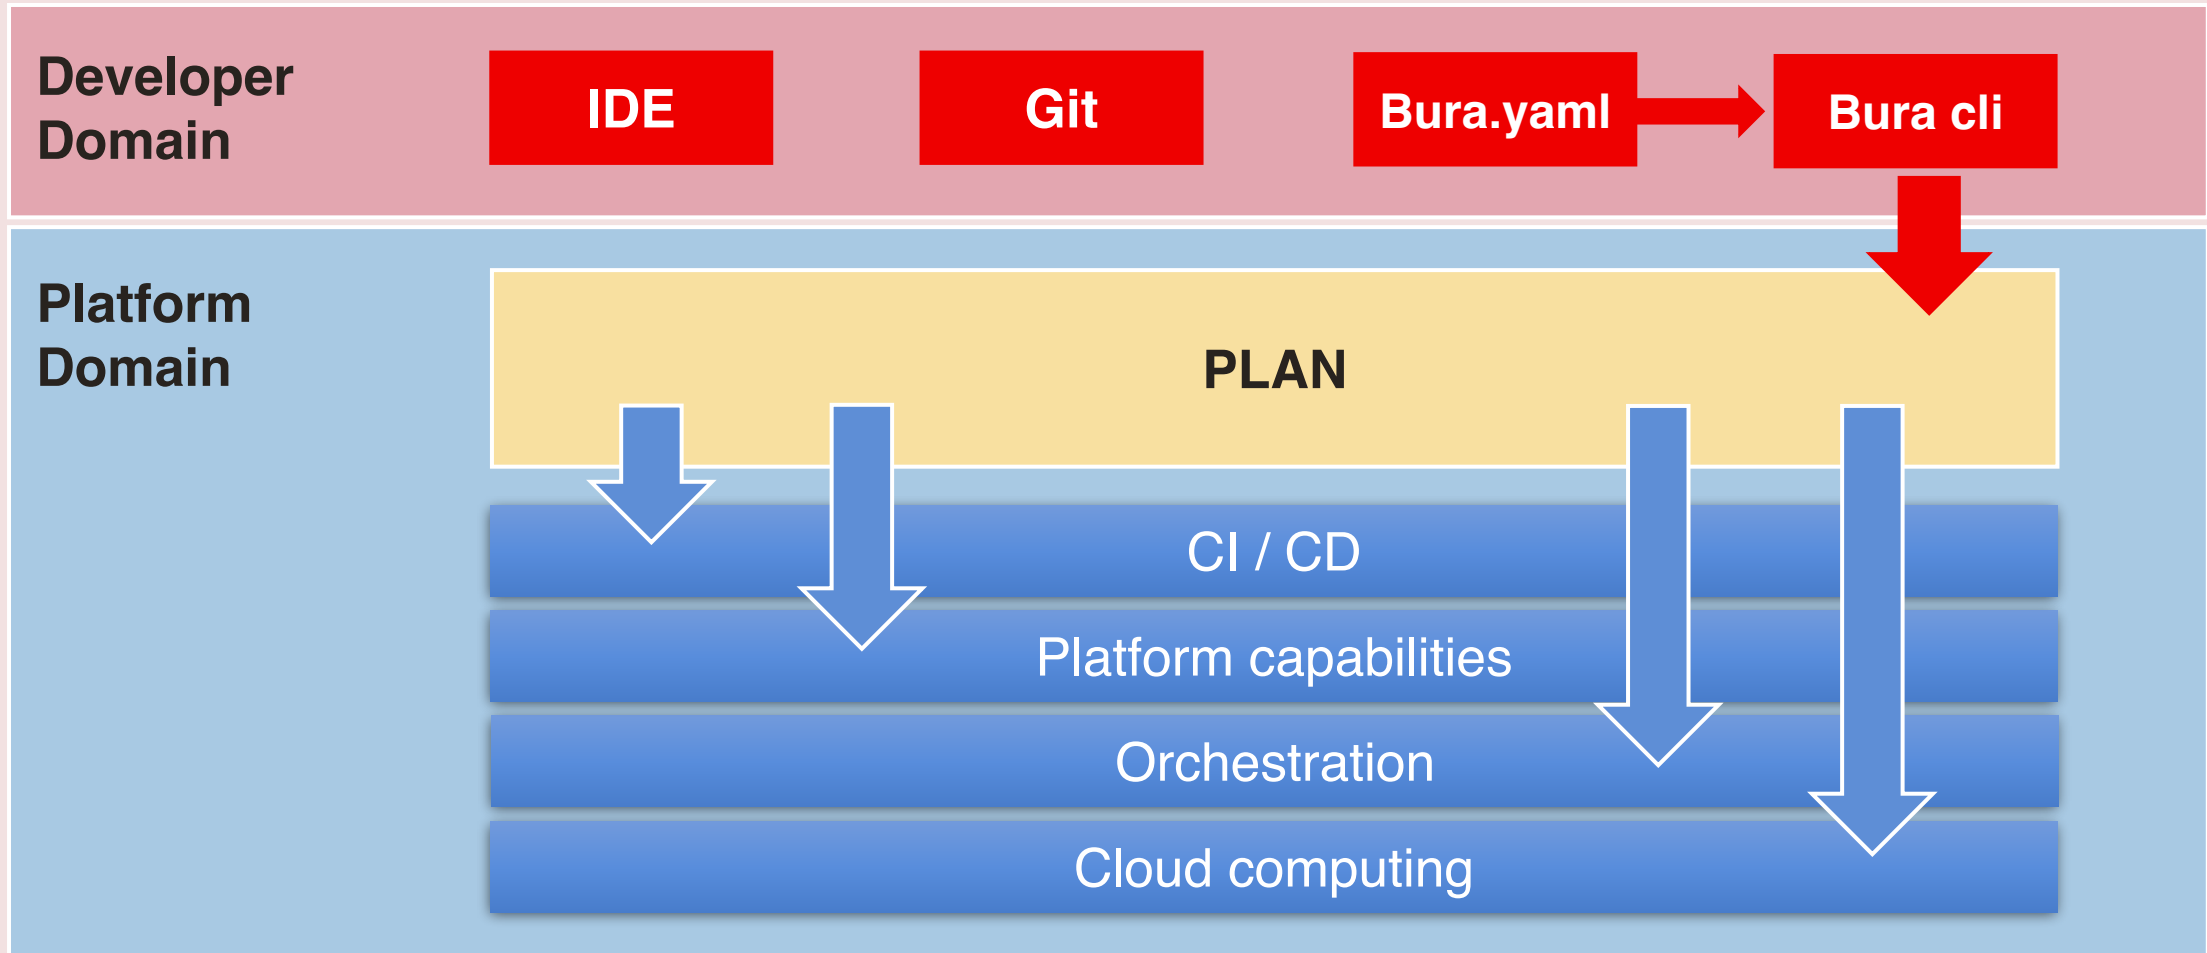 Developer
Domain
IDE
Git
Bura.yaml
Bura cli
Platform
Domain
PLAN
CI / CD
Platform capabilities
Orchestration
Cloud computing